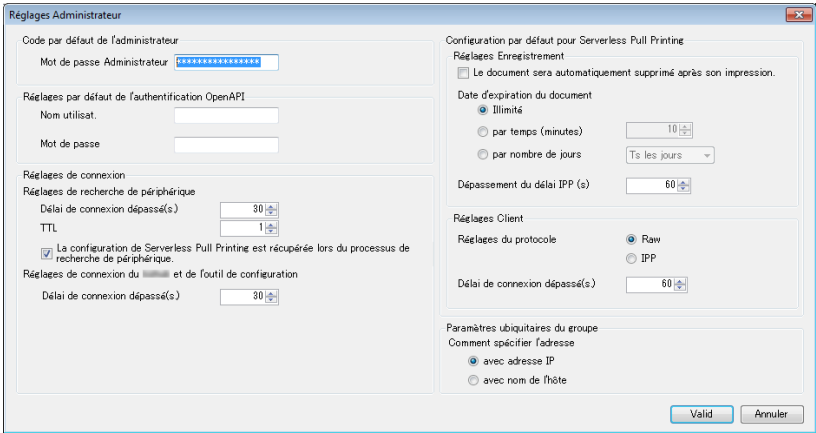 Réglages Administrateur
Code par défaut de l'administrateur
Mot de passe Administrateur ****************
Réglages par défaut de l'authentification OpenAPI
Nom utilisat.
Mot de passe
Réglages de connexion
Réglages de recherche de périphérique
Délai de connexion dépassé(s.) 30
TTL 1
La configuration de Serverless Pull Printing est récupérée lors du processus de
recherche de périphérique.
Réglages de connexion du et de l'outil de configuration
Délai de connexion dépassé(s.) 30
Configuration par défaut pour Serverless Pull Printing
Réglages Enregistrement
Le document sera automatiquement supprimé après son impression.
Date d'expiration du document
Illimité
par temps (minutes) 10
par nombre de jours Ts les jours
Dépassement du délai IPP (s) 60
Réglages Client
Réglages du protocole Raw
IPP
Délai de connexion dépassé(s.) 60
Paramètres ubiquitaires du groupe
Comment spécifier l'adresse
avec adresse IP
avec nom de l'hôte
Valid Annuler